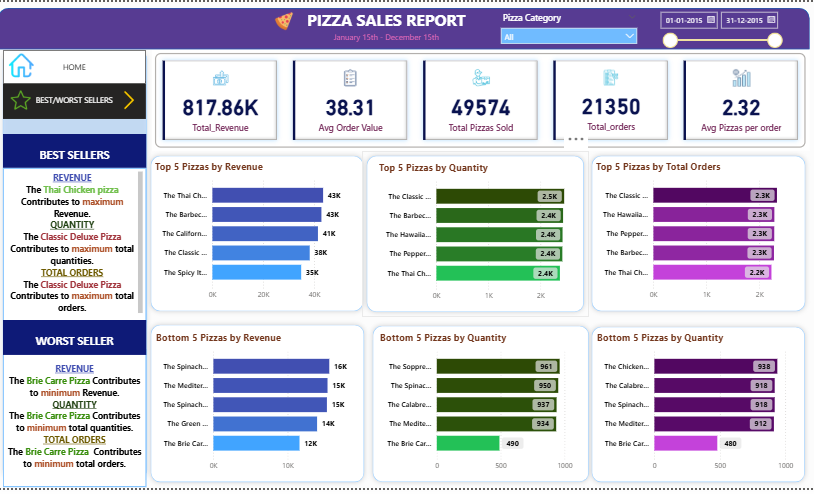 PIZZA SALES REPORT
January 15th - December 15th
Pizza Category
All
01-01-2015
31-12-2015
HOME
BEST/WORST SELLERS
817.86K
Total_Revenue
38.31
Avg Order Value
49574
Total Pizzas Sold
21350
Total_orders
2.32
Avg Pizzas per order
BEST SELLERS
REVENUE
The Thai Chicken pizza
Contributes to maximum
Revenue.
QUANTITY
The Classic Deluxe Pizza
Contributes to maximum total
quantities.
TOTAL ORDERS
The Classic Deluxe Pizza
Contributes to maximum total
orders.
WORST SELLER
REVENUE
The Brie Carre Pizza Contributes
to minimum Revenue.
QUANTITY
The Brie Carre Pizza Contributes
to minimum total quantities.
TOTAL ORDERS
The Brie Carre Pizza Contributes
to minimum total orders.
Top 5 Pizzas by Revenue
The Thai Ch... 43K
The Barbec... 43K
The Californ... 41K
The Classic ... 38K
The Spicy It... 35K
0K 20K 40K
Top 5 Pizzas by Quantity
The Classic ... 2.5K
The Barbec... 2.4K
The Hawaiia... 2.4K
The Pepper... 2.4K
The Thai Ch... 2.4K
0K 1K 2K
Top 5 Pizzas by Total Orders
The Classic ... 2.3K
The Hawaiia... 2.3K
The Pepper... 2.3K
The Barbec... 2.3K
The Thai Ch... 2.2K
0K 1K 2K
Bottom 5 Pizzas by Revenue
The Spinach... 16K
The Mediter... 15K
The Spinach... 15K
The Green ... 14K
The Brie Car... 12K
0K 10K
Bottom 5 Pizzas by Quantity
The Soppre... 961
The Spinac... 950
The Calabre... 937
The Medite... 934
The Brie Car... 490
0 500 1000
Bottom 5 Pizzas by Quantity
The Chicken... 938
The Calabre... 918
The Spinach... 918
The Mediter... 912
The Brie Car... 480
0 500 1000